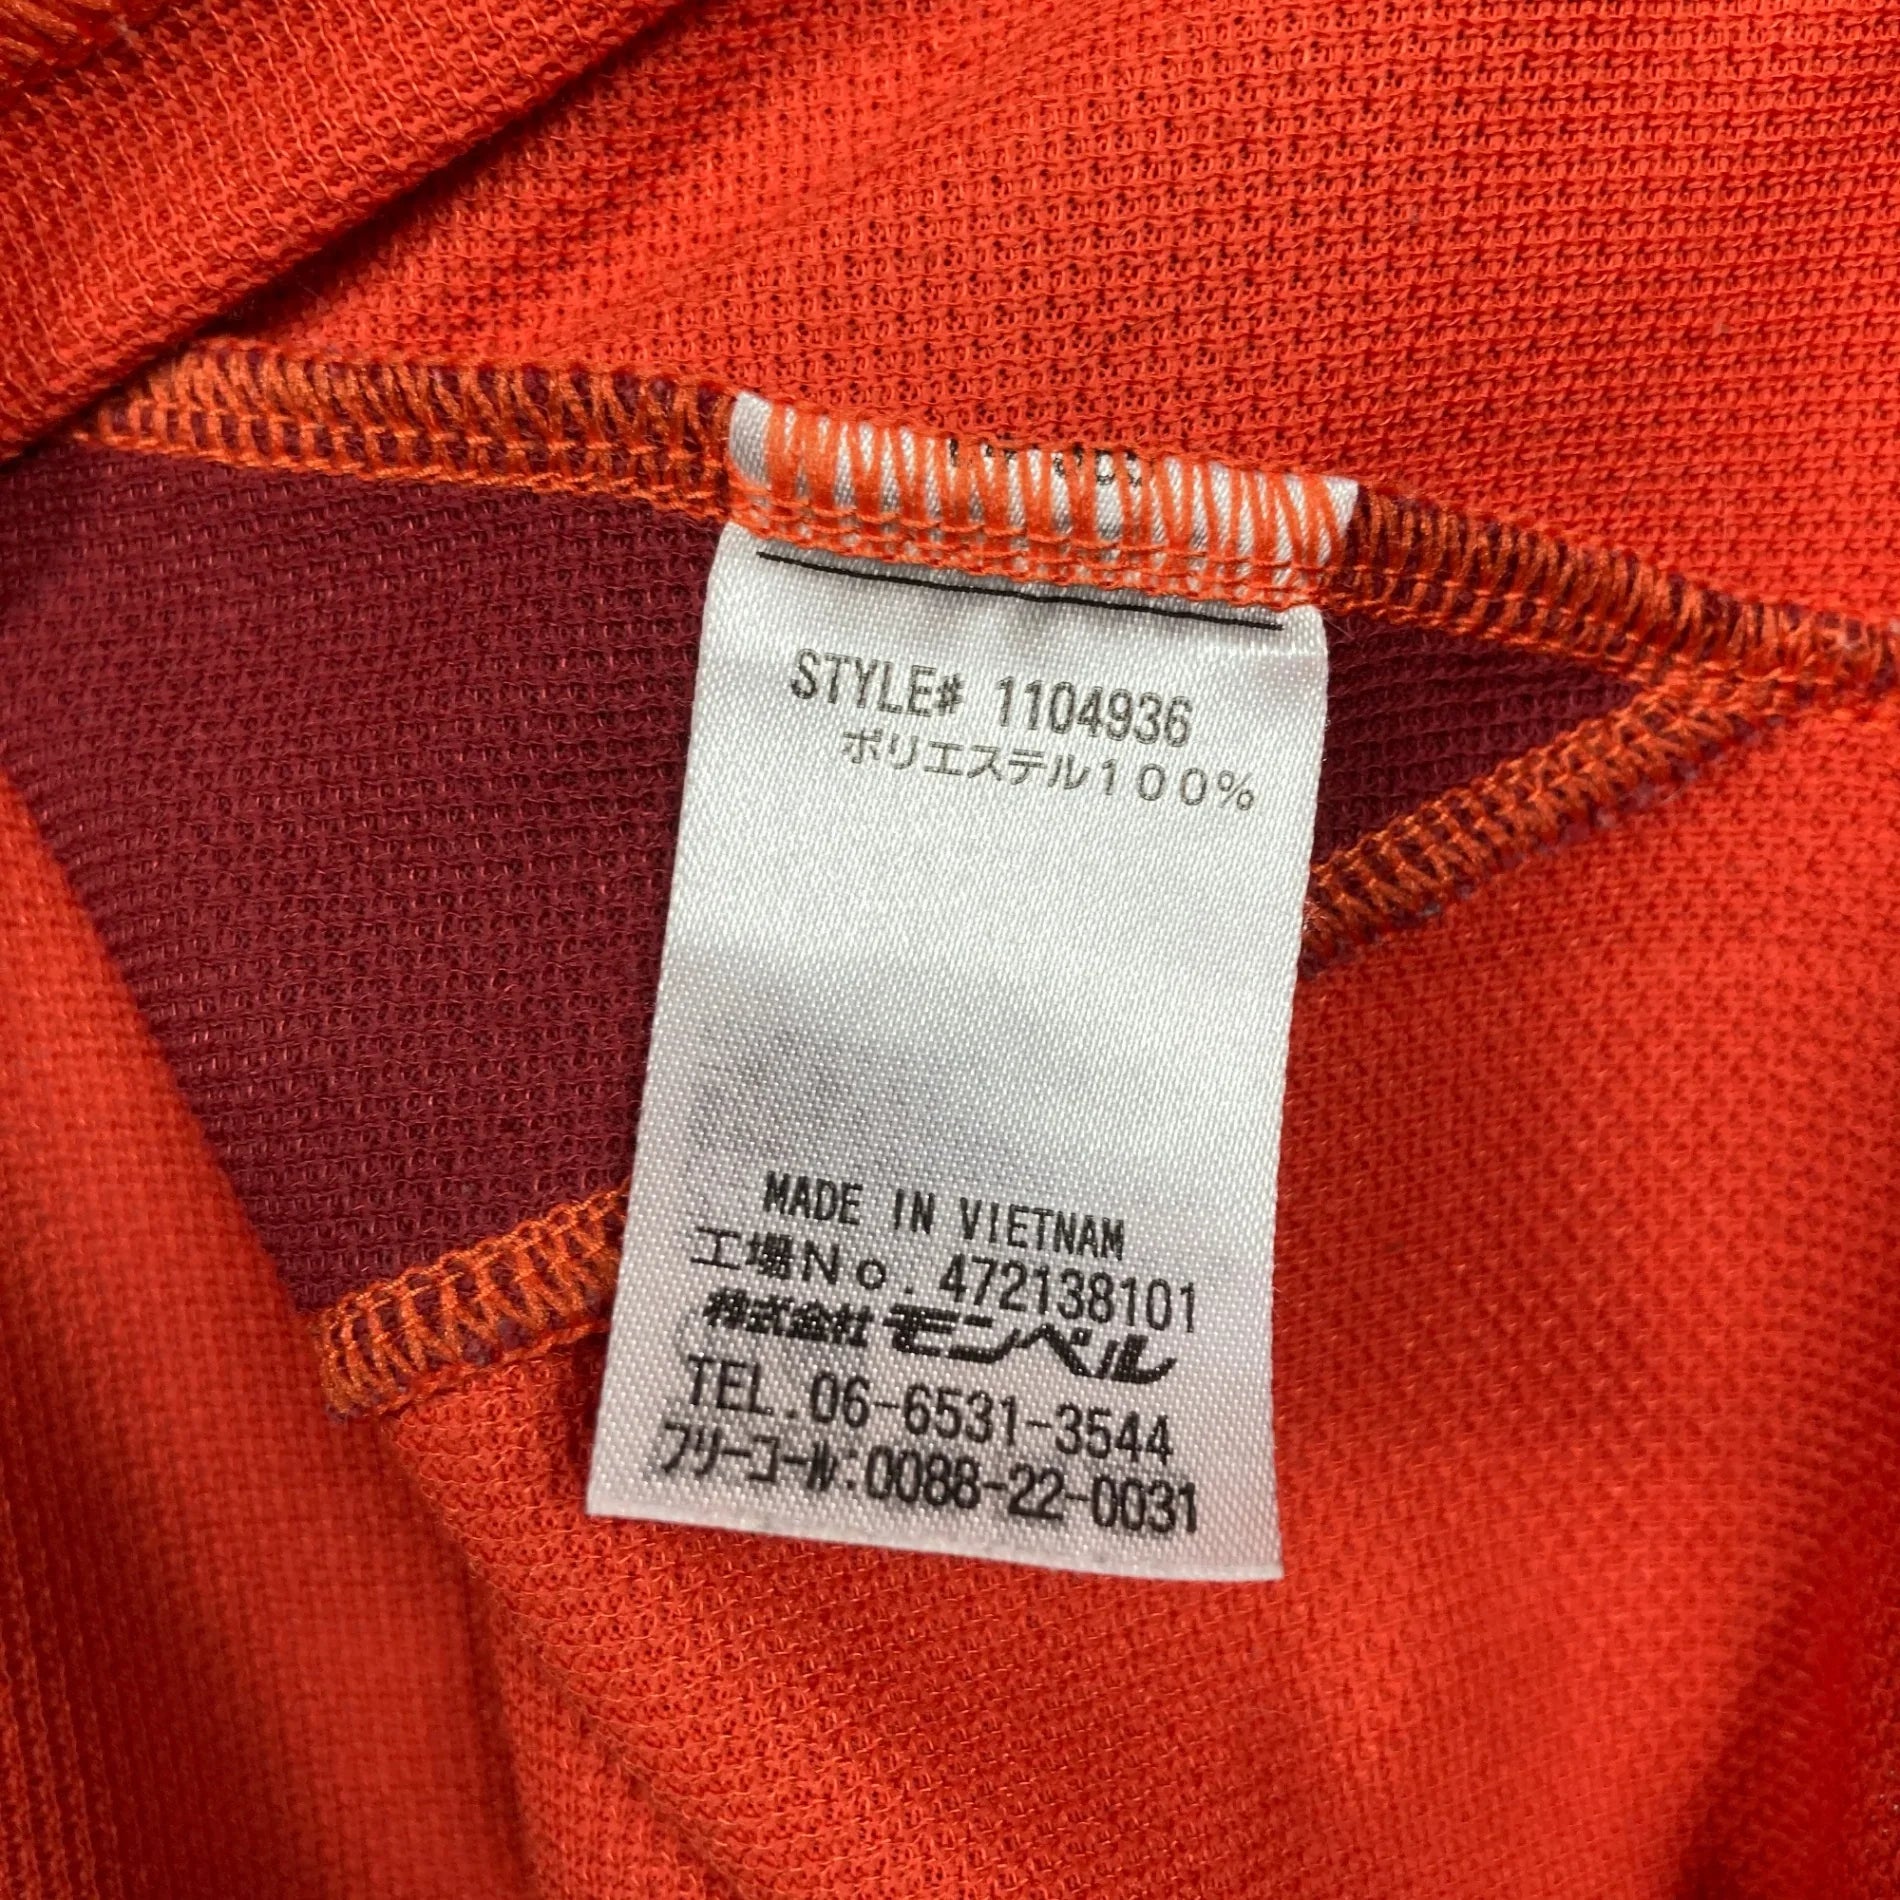 STYLE# 1104936
ポリエステル100%
MADE IN VIETNAM
工場No. 472138101
株式会社モンベル
TEL.06-6531-3544
フリーコール:0088-22-0031